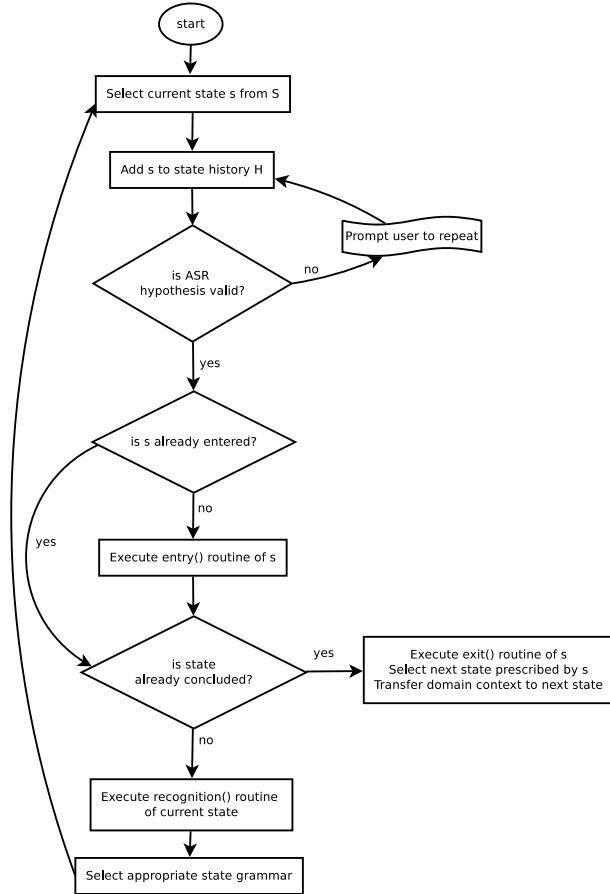 start
Select current state s from S
Add s to state history H
Prompt user to repeat
is ASR
hypothesis valid?
no
yes
is s already entered?
no
yes
Execute entry() routine of s
is state
already concluded?
yes
Execute exit() routine of s
Select next state prescribed by s
Transfer domain context to next state
no
Execute recognition() routine
of current state
Select appropriate state grammar